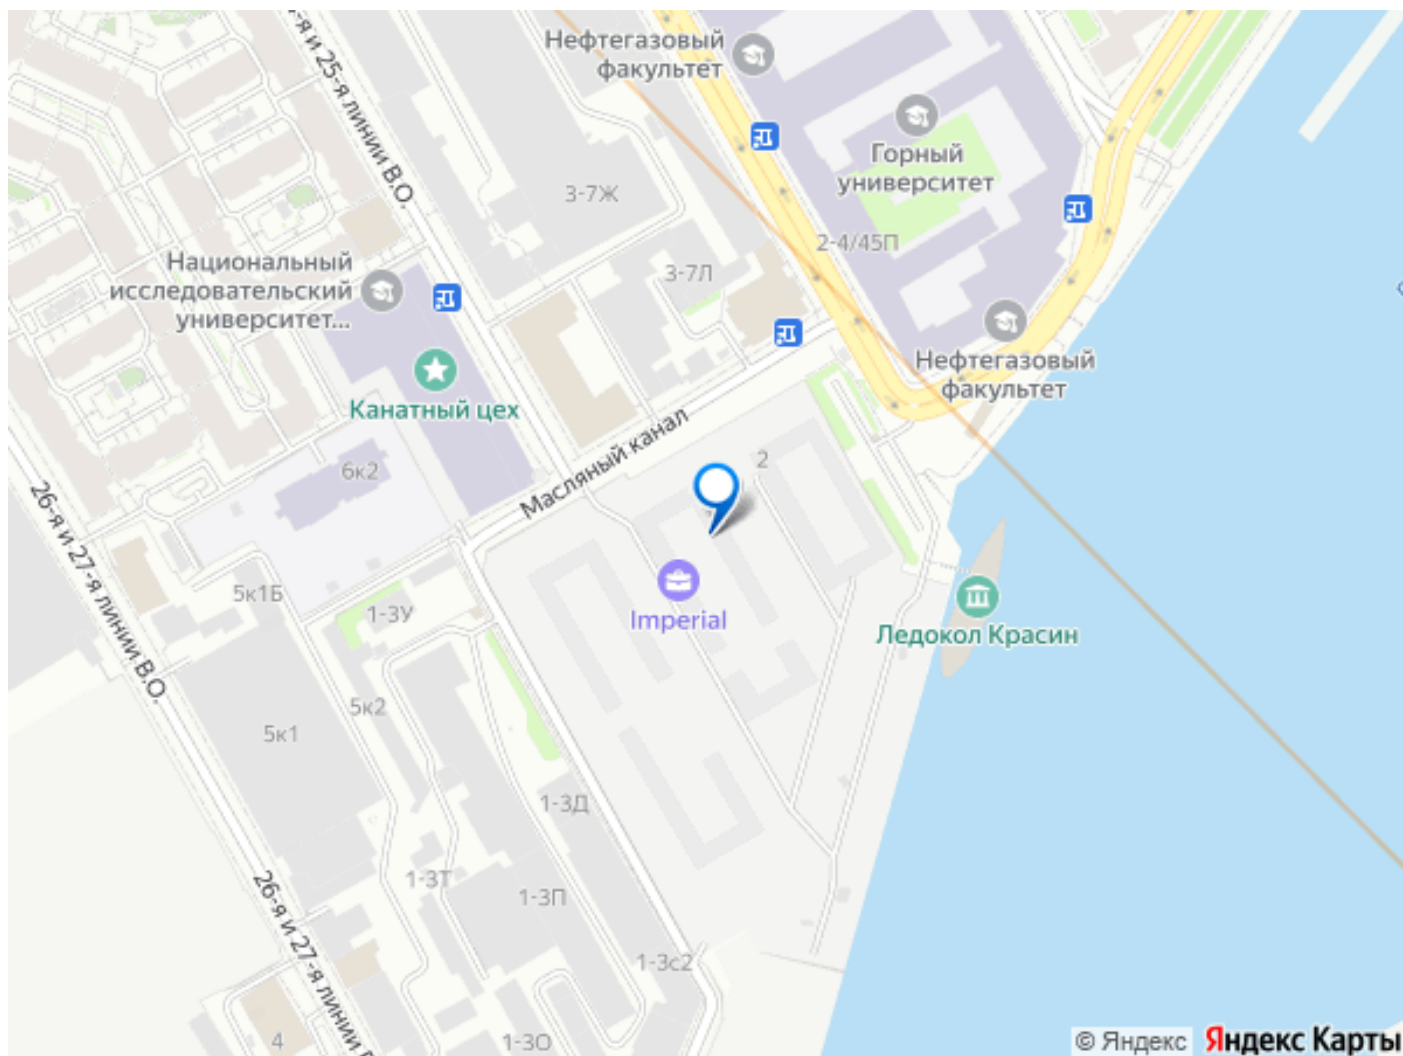 Нефтегазовый
факультет
-я и 25-я линии В.О.
Горный
университет
3-7Ж
2-4/45П
Национальный
исследовательский
университет...
3-7Л
Нефтегазовый
факультет
Канатный цех
Масляный канал
6к2
2
26-я и 27-я линии В.О.
5к1Б
1-3У
Imperial
Ледокол Красин
5к2
5к1
1-3Д
1-3Т
1-3П
26-я и 27-я линии
1-3с2
4
1-3О
© Яндекс Яндекс Карты